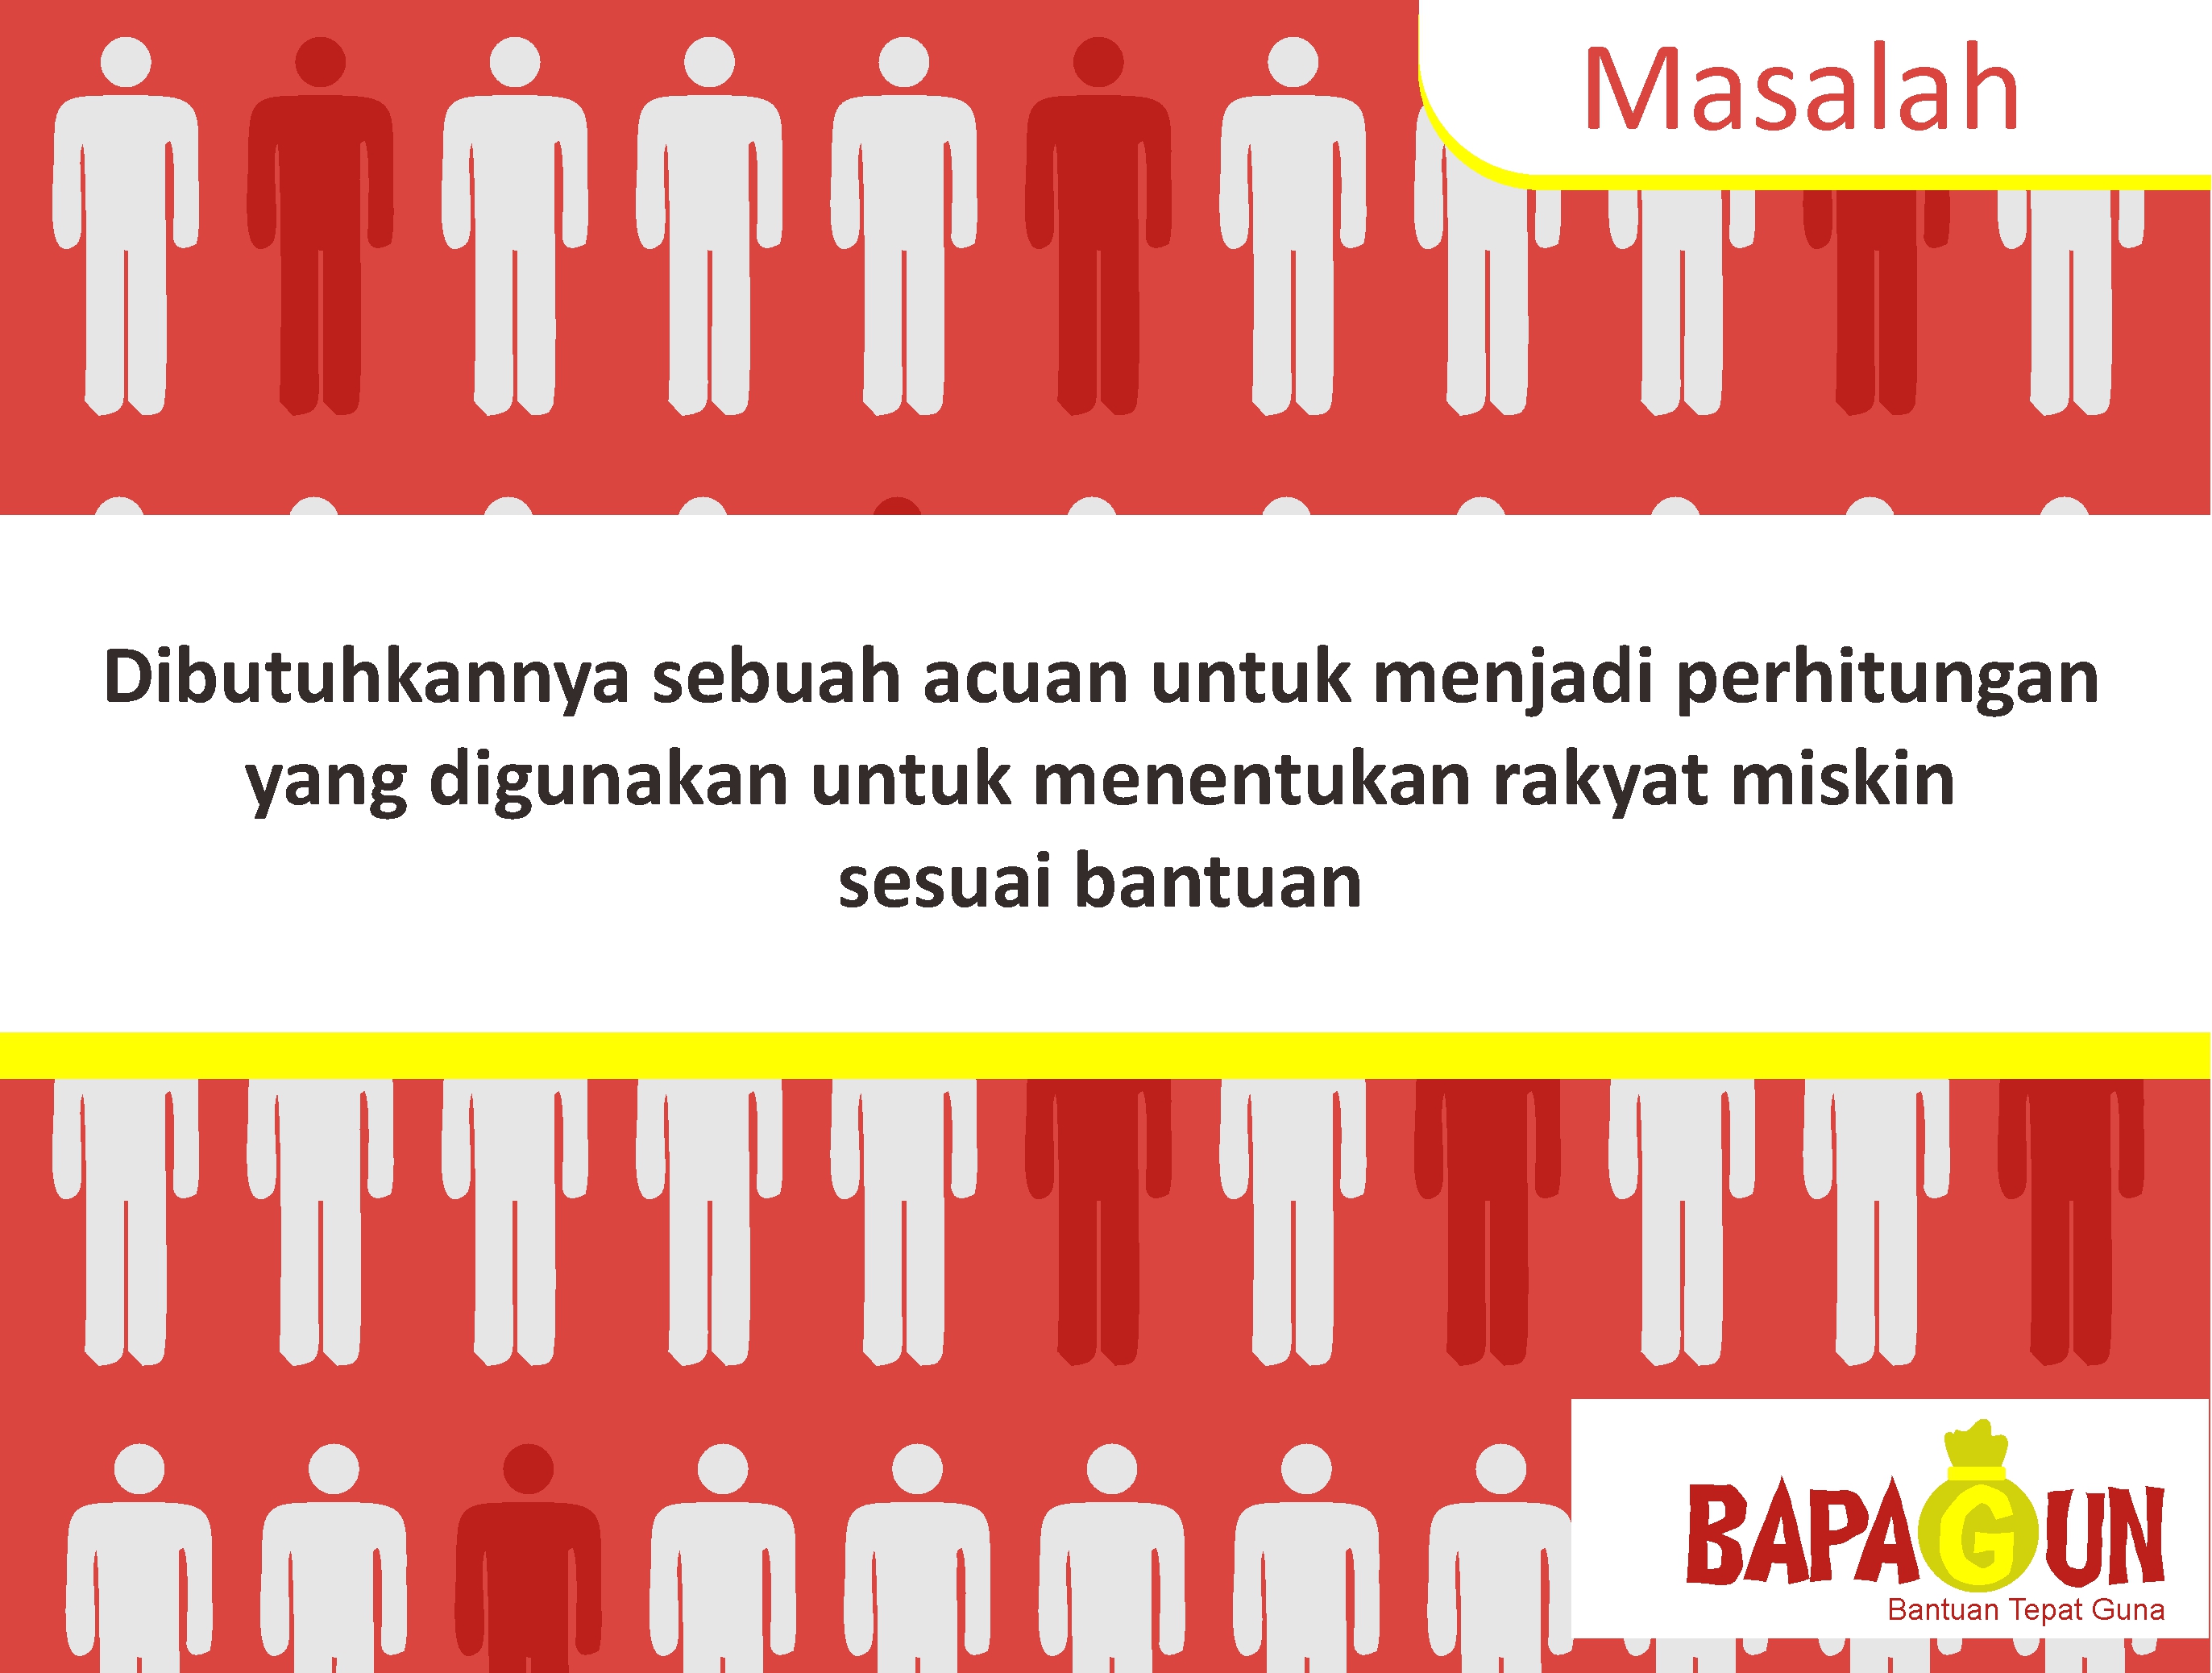 Masalah
Dibutuhkannya sebuah acuan untuk menjadi perhitungan
yang digunakan untuk menentukan rakyat miskin
sesuai bantuan
BAPAGUN
Bantuan Tepat Guna